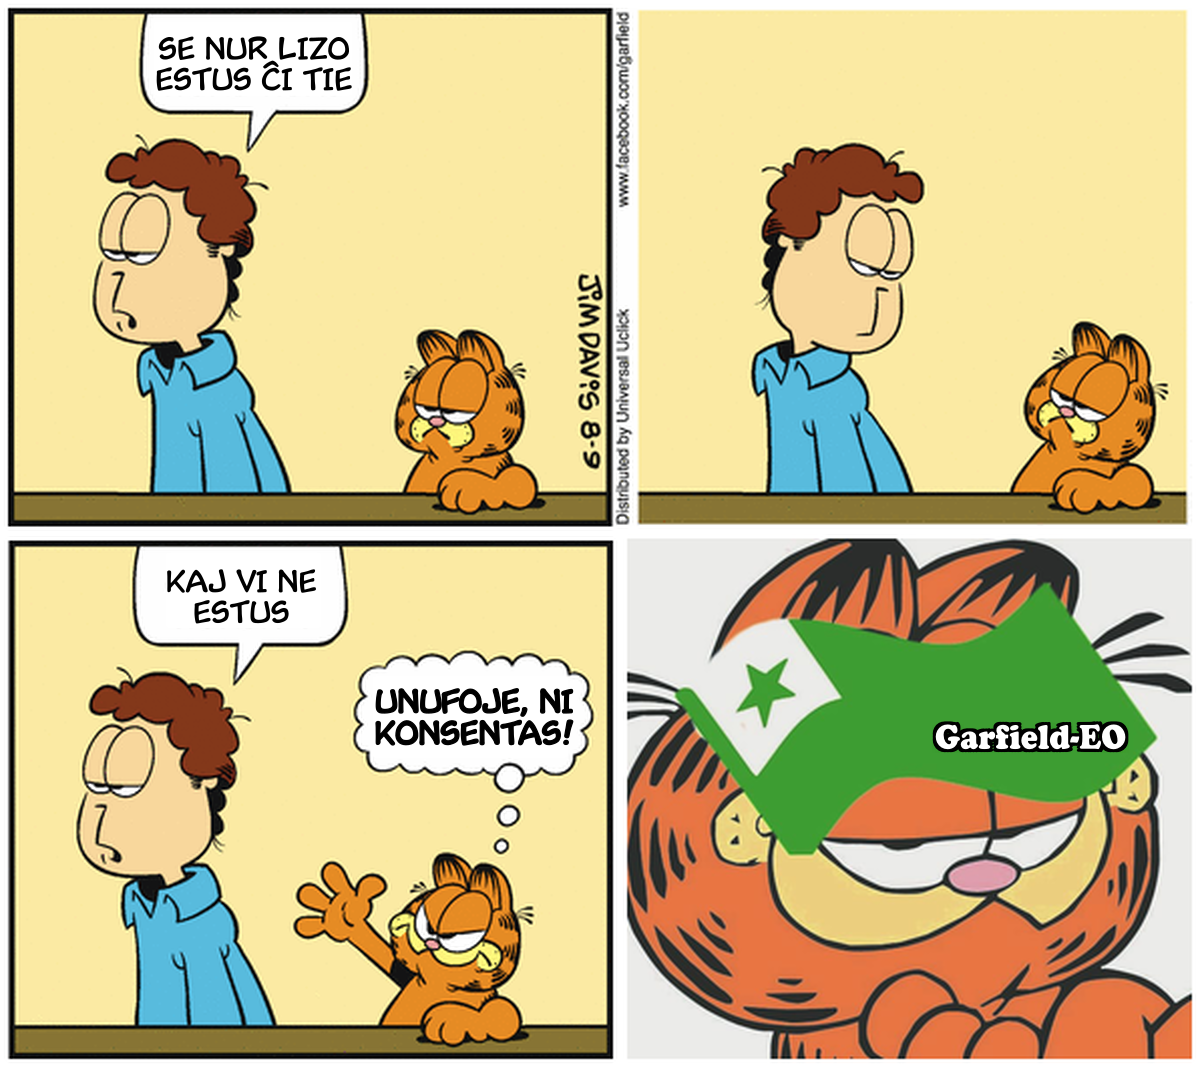 SE NUR LIZO
ESTUS ĈI TIE
JIM DAVIS 8-9
www.facebook.com/garfield
Distributed by Universal Uclick
KAJ VI NE
ESTUS
UNUFOJE, NI
KONSENTAS!
Garfield-EO